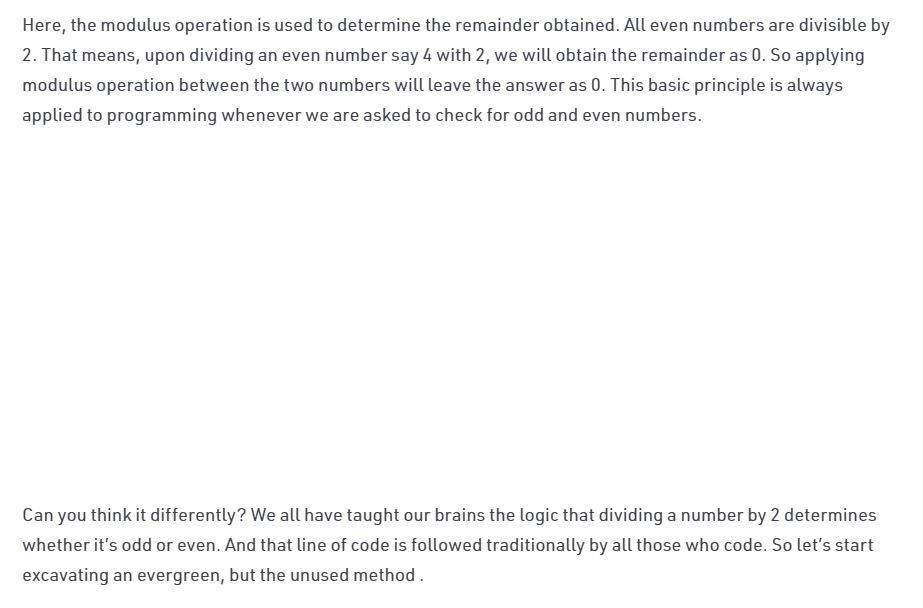 Here, the modulus operation is used to determine the remainder obtained. All even numbers are divisible by
2. That means, upon dividing an even number say 4 with 2, we will obtain the remainder as 0. So applying
modulus operation between the two numbers will leave the answer as 0. This basic principle is always
applied to programming whenever we are asked to check for odd and even numbers.
Can you think it differently? We all have taught our brains the logic that dividing a number by 2 determines
whether it’s odd or even. And that line of code is followed traditionally by all those who code. So let’s start
excavating an evergreen, but the unused method .